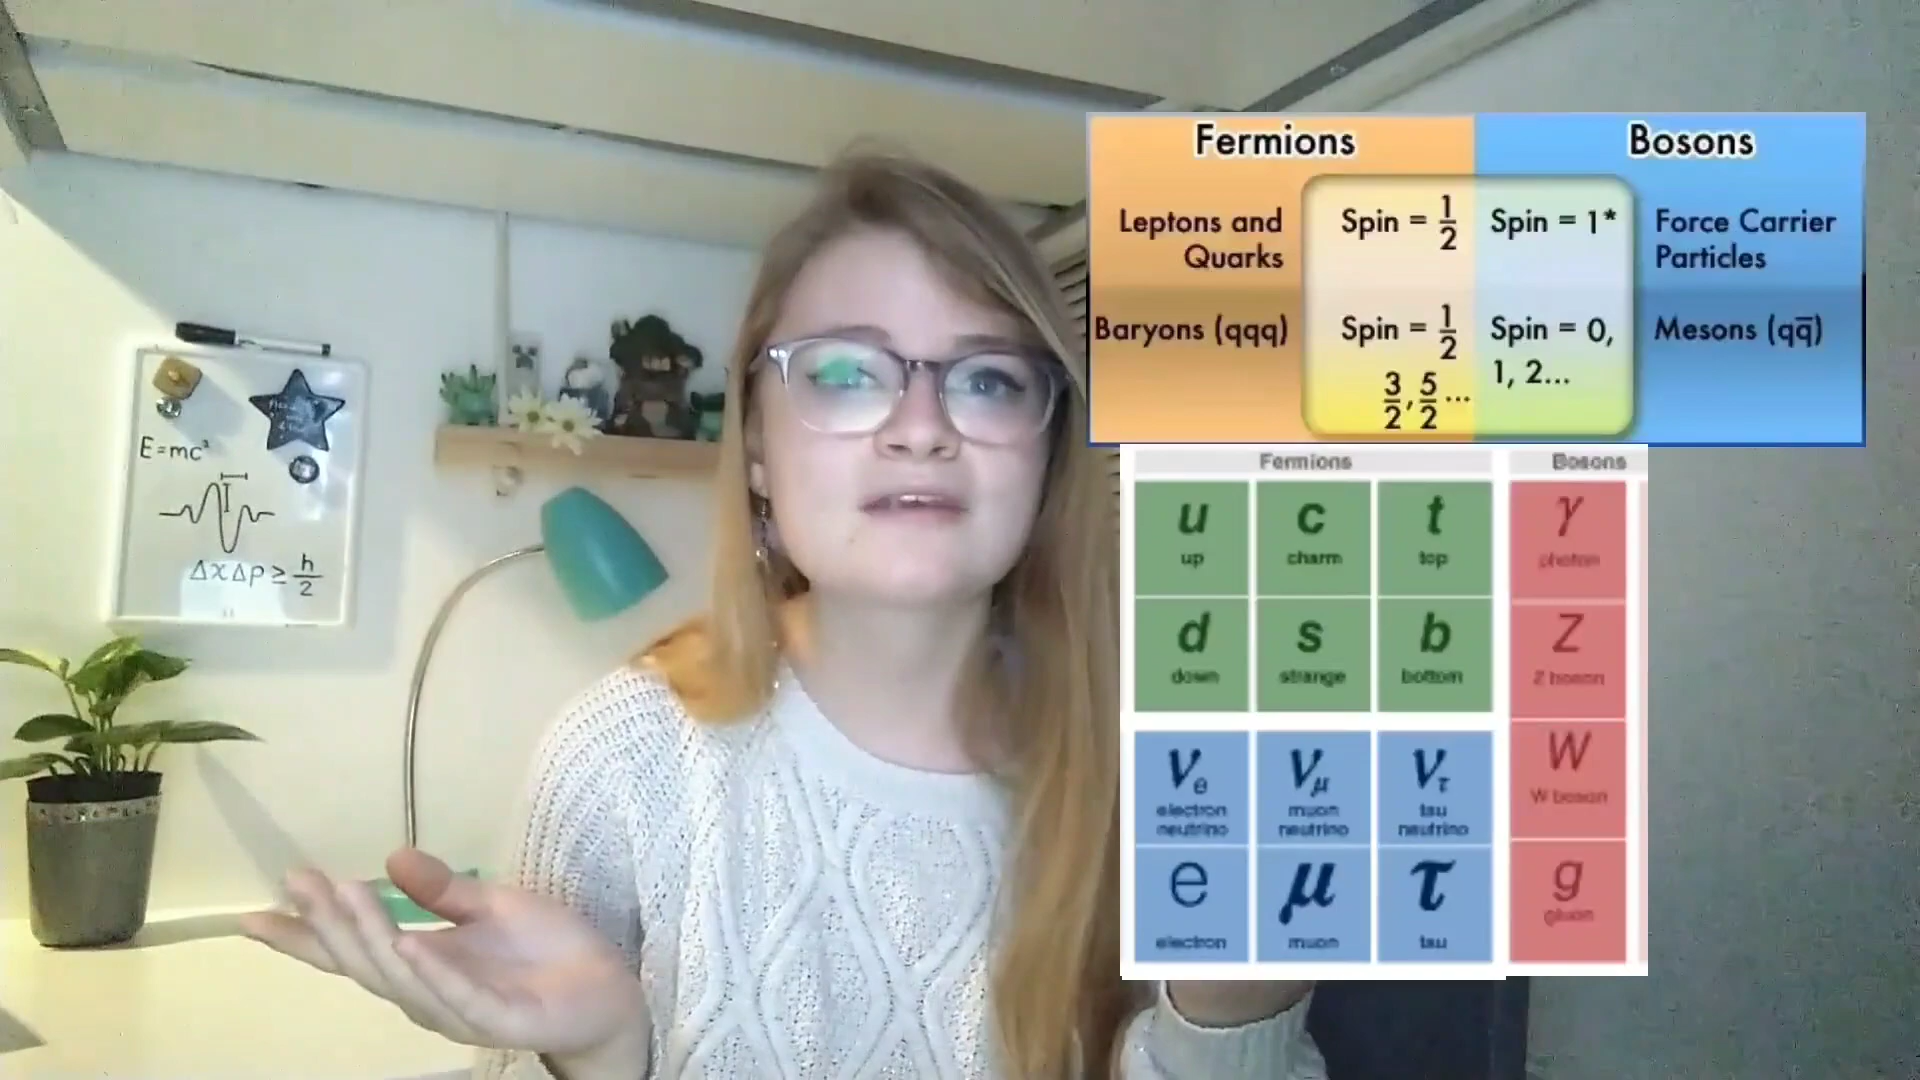 E=mc²
ΔxΔp ≥ h/2
Fermions
Bosons
Leptons and Quarks
Spin = 1/2
Spin = 1*
Force Carrier Particles
Baryons (qqq)
Spin = 1/2
3/2, 5/2 ...
Spin = 0,
1, 2...
Mesons (qq̅)
Fermions
Bosons
u
up
c
charm
t
top
γ
photon
d
down
s
strange
b
bottom
Z
Z boson
νe
electron neutrino
νμ
muon neutrino
ντ
tau neutrino
W
W boson
e
electron
μ
muon
τ
tau
g
gluon